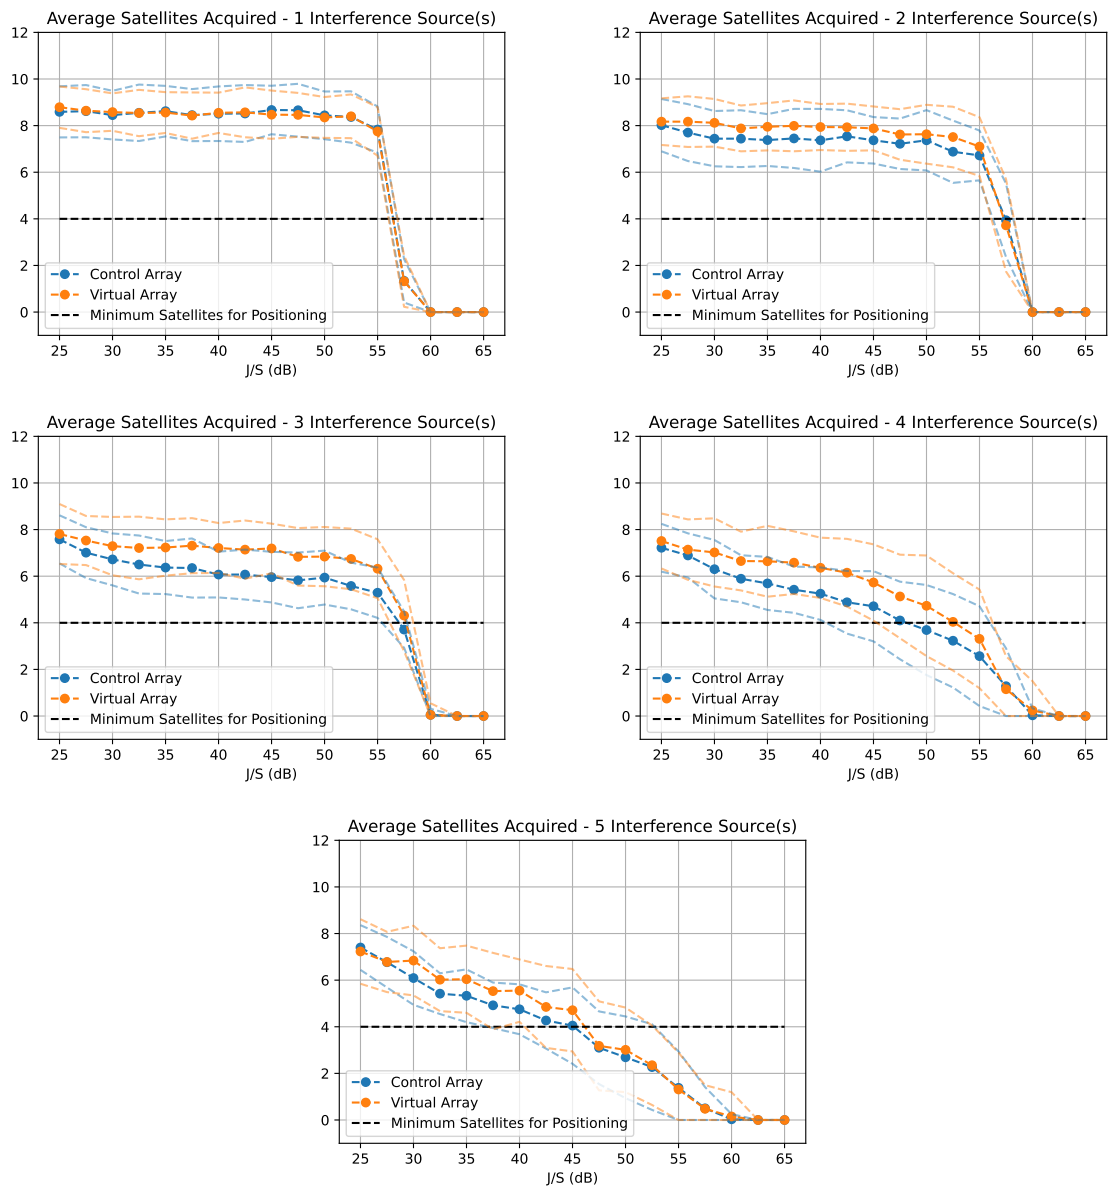 Average Satellites Acquired - 1 Interference Source(s)
12
10
8
6
4
2
0
Control Array
Virtual Array
Minimum Satellites for Positioning
25 30 35 40 45 50 55 60 65
J/S (dB)
Average Satellites Acquired - 2 Interference Source(s)
12
10
8
6
4
2
0
Control Array
Virtual Array
Minimum Satellites for Positioning
25 30 35 40 45 50 55 60 65
J/S (dB)
Average Satellites Acquired - 3 Interference Source(s)
12
10
8
6
4
2
0
Control Array
Virtual Array
Minimum Satellites for Positioning
25 30 35 40 45 50 55 60 65
J/S (dB)
Average Satellites Acquired - 4 Interference Source(s)
12
10
8
6
4
2
0
Control Array
Virtual Array
Minimum Satellites for Positioning
25 30 35 40 45 50 55 60 65
J/S (dB)
Average Satellites Acquired - 5 Interference Source(s)
12
10
8
6
4
2
0
Control Array
Virtual Array
Minimum Satellites for Positioning
25 30 35 40 45 50 55 60 65
J/S (dB)